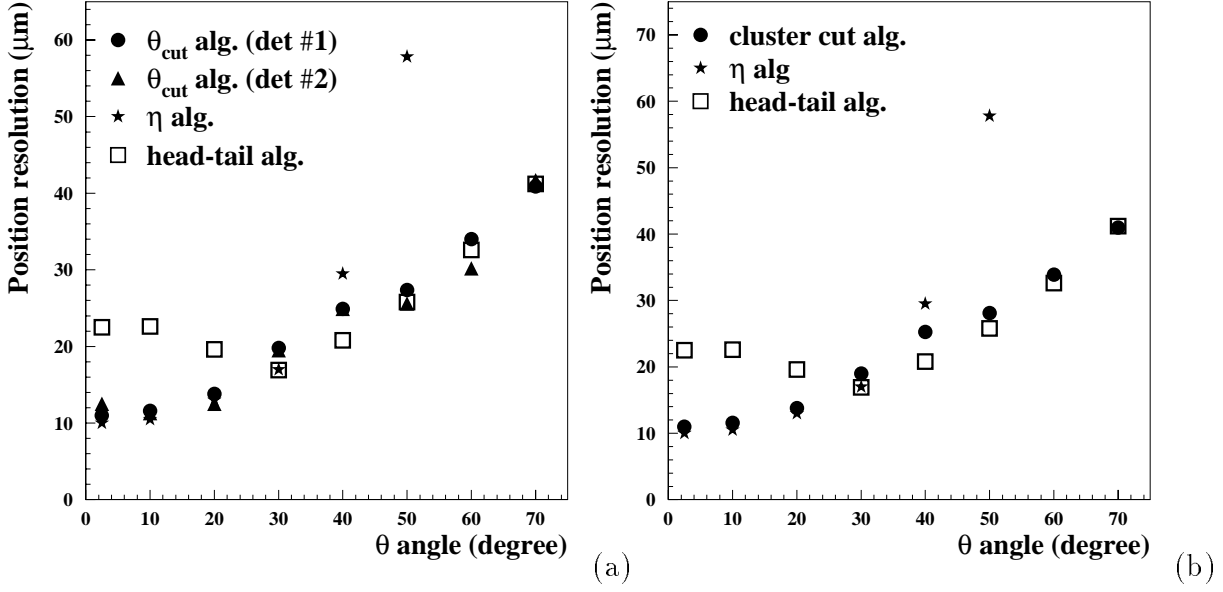 Position resolution (μm)
60
50
40
30
20
10
0
θcut alg. (det #1)
θcut alg. (det #2)
η alg.
head-tail alg.
0 10 20 30 40 50 60 70
θ angle (degree)
(a)
Position resolution (μm)
70
60
50
40
30
20
10
0
cluster cut alg.
η alg
head-tail alg.
0 10 20 30 40 50 60 70
θ angle (degree)
(b)